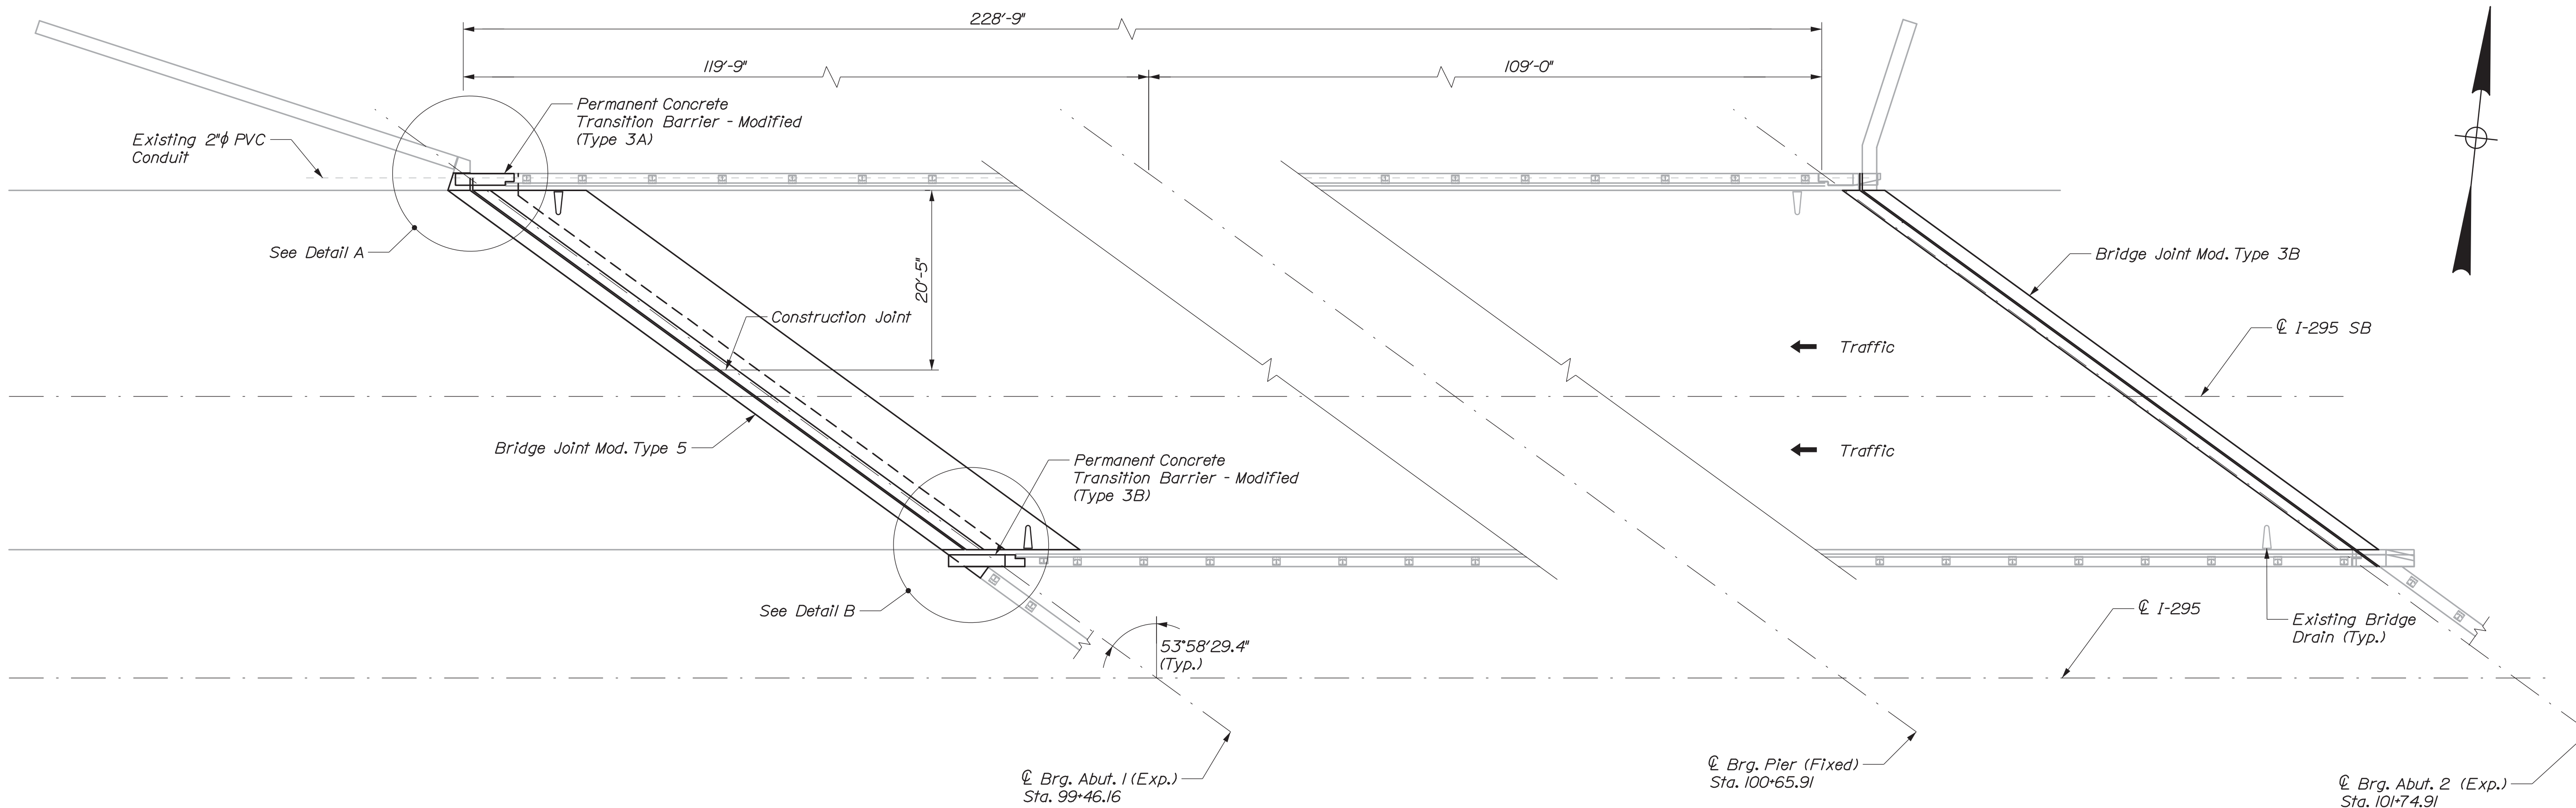 228'-9"
119'-9"
109'-0"
Permanent Concrete
Transition Barrier - Modified
(Type 3A)
Existing 2"ϕ PVC
Conduit
See Detail A
20'-5"
Construction Joint
Bridge Joint Mod. Type 3B
℄ I-295 SB
Traffic
Traffic
Bridge Joint Mod. Type 5
Permanent Concrete
Transition Barrier - Modified
(Type 3B)
See Detail B
53°58'29.4"
(Typ.)
℄ I-295
Existing Bridge
Drain (Typ.)
℄ Brg. Abut. 1 (Exp.)
Sta. 99+46.16
℄ Brg. Pier (Fixed)
Sta. 100+65.91
℄ Brg. Abut. 2 (Exp.)
Sta. 101+74.91